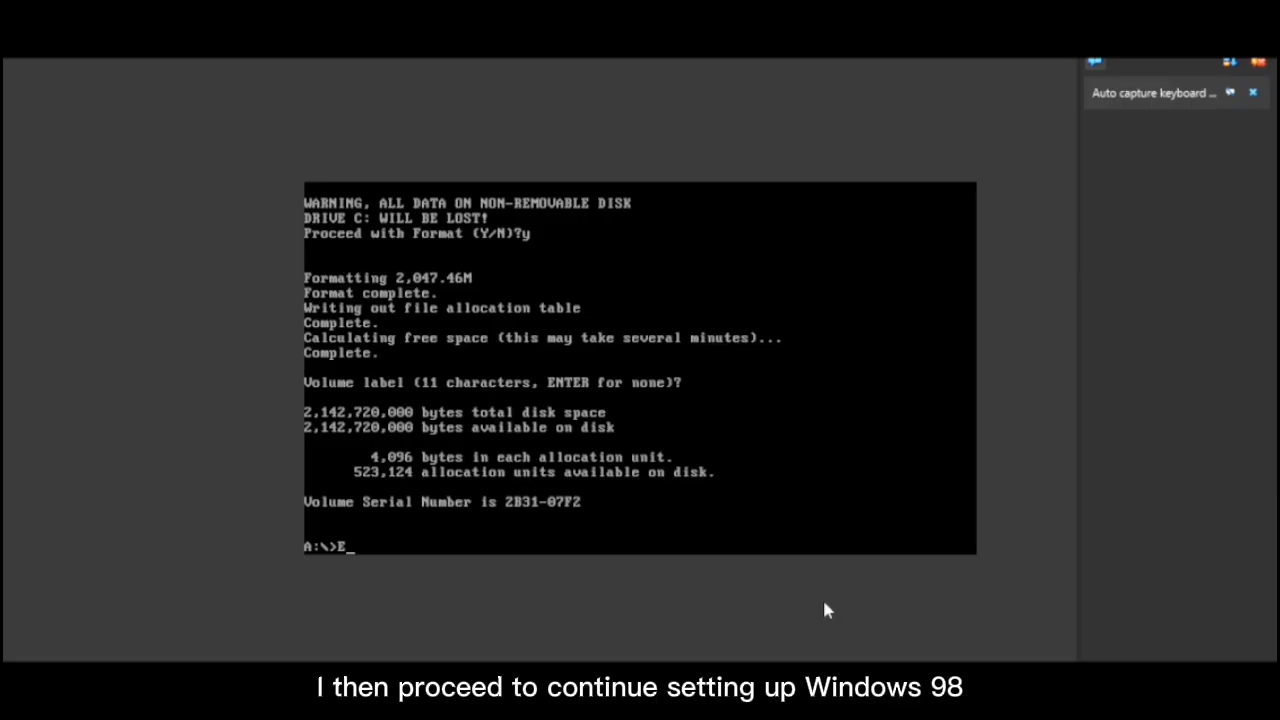 Auto capture keyboard ...
WARNING, ALL DATA ON NON-REMOVABLE DISK
DRIVE C: WILL BE LOST!
Proceed with Format (Y/N)?y
Formatting 2,047.46M
Format complete.
Writing out file allocation table
Complete.
Calculating free space (this may take several minutes)...
Complete.
Volume label (11 characters, ENTER for none)?
2,142,720,000 bytes total disk space
2,142,720,000 bytes available on disk
4,096 bytes in each allocation unit.
523,124 allocation units available on disk.
Volume Serial Number is 2B31-07F2
A:\>E_
I then proceed to continue setting up Windows 98